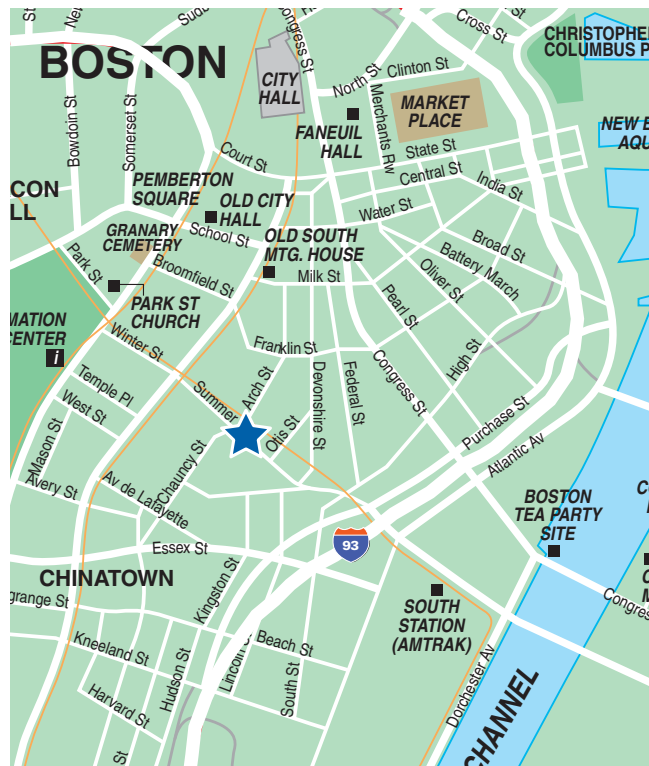 St
New
Sudb
Congress St
Cross St
CHRISTOPHER
COLUMBUS P
BOSTON
CITY
HALL
North St
Clinton St
MARKET
PLACE
Merchants Rw
FANEUIL
HALL
NEW E
AQU
Bowdoin St
Somerset St
Court St
State St
Central St
India St
PEMBERTON
SQUARE
OLD CITY
HALL
Water St
CON
LL
GRANARY
CEMETERY
School St
OLD SOUTH
MTG. HOUSE
Broad St
Battery March
Park St
Broomfield St
Milk St
Oliver St
PARK ST
CHURCH
Pearl St
MATION
CENTER
i
Winter St
Franklin St
High St
Temple Pl
West St
Summer
Arch St
Otis St
Devonshire St
Federal St
Congress St
Purchase St
Atlantic Av
Mason St
Avery St
Chauncy St
Av de Lafayette
BOSTON
TEA PARTY
SITE
Essex St
93
CHINATOWN
Kingston St
SOUTH
STATION
(AMTRAK)
Congres
grange St
Kneeland St
Beach St
Lincoln S
Hudson St
South St
Harvard St
St
Dorchester Av
CHANNEL